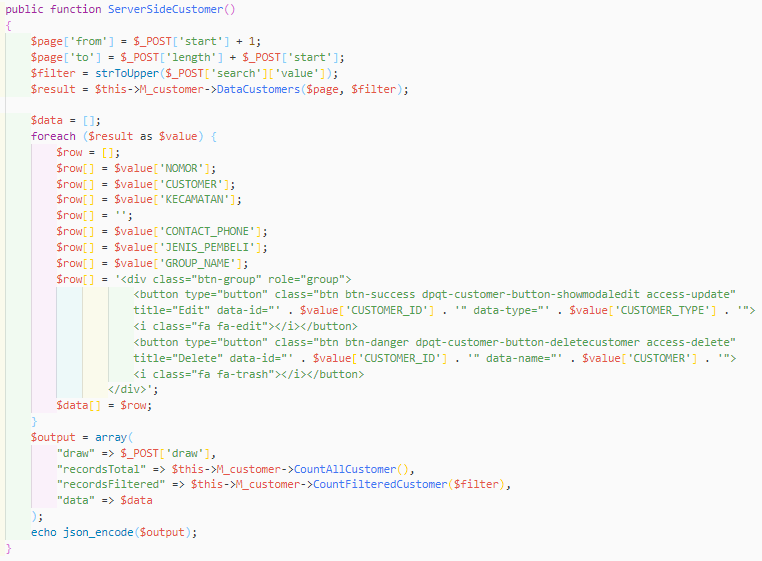 public function ServerSideCustomer()
{
    $page['from'] = $_POST['start'] + 1;
    $page['to'] = $_POST['length'] + $_POST['start'];
    $filter = strToUpper($_POST['search']['value']);
    $result = $this->M_customer->DataCustomers($page, $filter);

    $data = [];
    foreach ($result as $value) {
        $row = [];
        $row[] = $value['NOMOR'];
        $row[] = $value['CUSTOMER'];
        $row[] = $value['KECAMATAN'];
        $row[] = '';
        $row[] = $value['CONTACT_PHONE'];
        $row[] = $value['JENIS_PEMBELI'];
        $row[] = $value['GROUP_NAME'];
        $row[] = '<div class="btn-group" role="group">
                    <button type="button" class="btn btn-success dpqt-customer-button-showmodaledit access-update"
                    title="Edit" data-id="' . $value['CUSTOMER_ID'] . '" data-type="' . $value['CUSTOMER_TYPE'] . '">
                    <i class="fa fa-edit"></i></button>
                    <button type="button" class="btn btn-danger dpqt-customer-button-deletecustomer access-delete"
                    title="Delete" data-id="' . $value['CUSTOMER_ID'] . '" data-name="' . $value['CUSTOMER'] . '">
                    <i class="fa fa-trash"></i></button>
                </div>';
        $data[] = $row;
    }
    $output = array(
        "draw" => $_POST['draw'],
        "recordsTotal" => $this->M_customer->CountAllCustomer(),
        "recordsFiltered" => $this->M_customer->CountFilteredCustomer($filter),
        "data" => $data
    );
    echo json_encode($output);
}